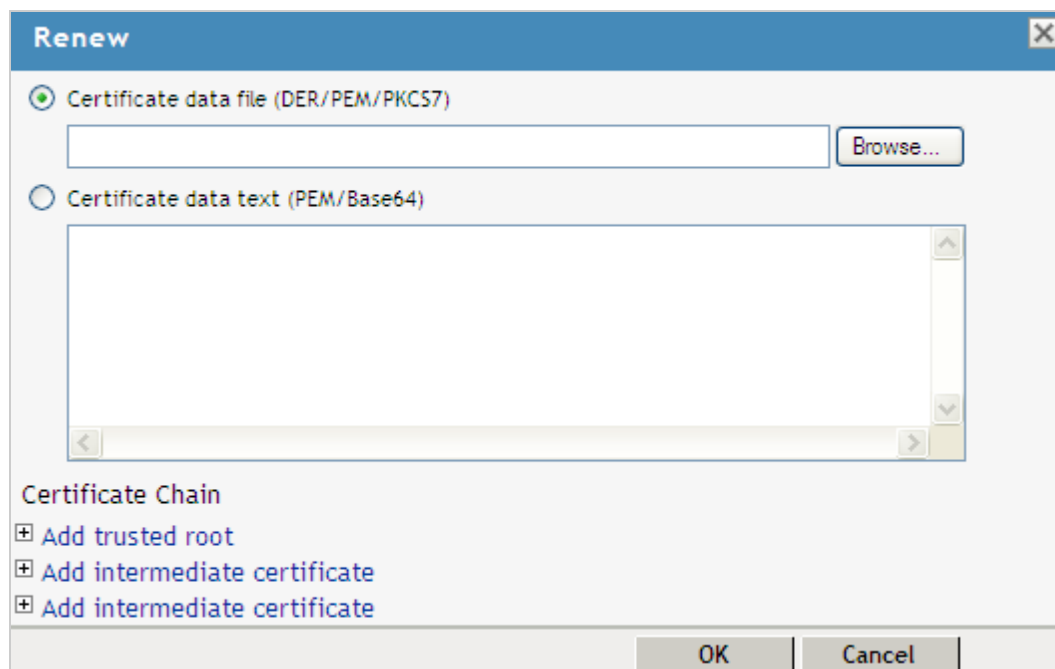 Renew
Certificate data file (DER/PEM/PKCS7)
Browse...
Certificate data text (PEM/Base64)
Certificate Chain
Add trusted root
Add intermediate certificate
Add intermediate certificate
OK Cancel